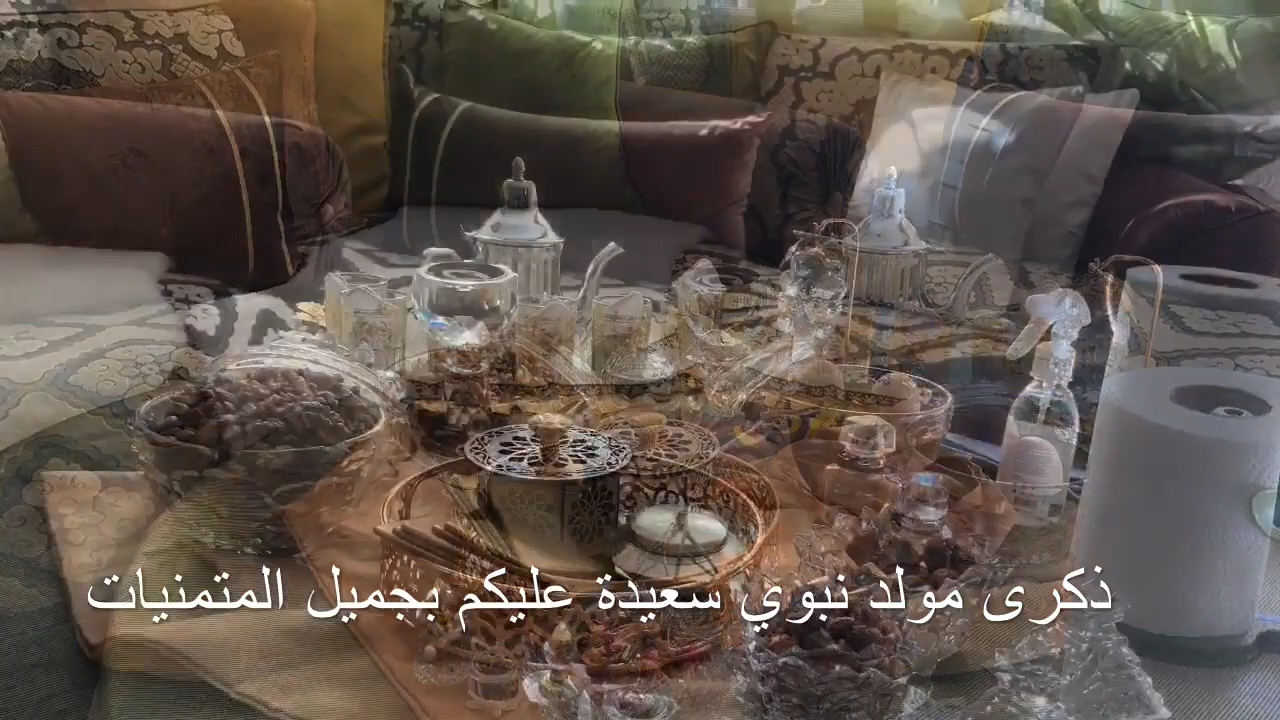 ذكرى مولد نبوي سعيدة عليكم بجميل المتمنيات